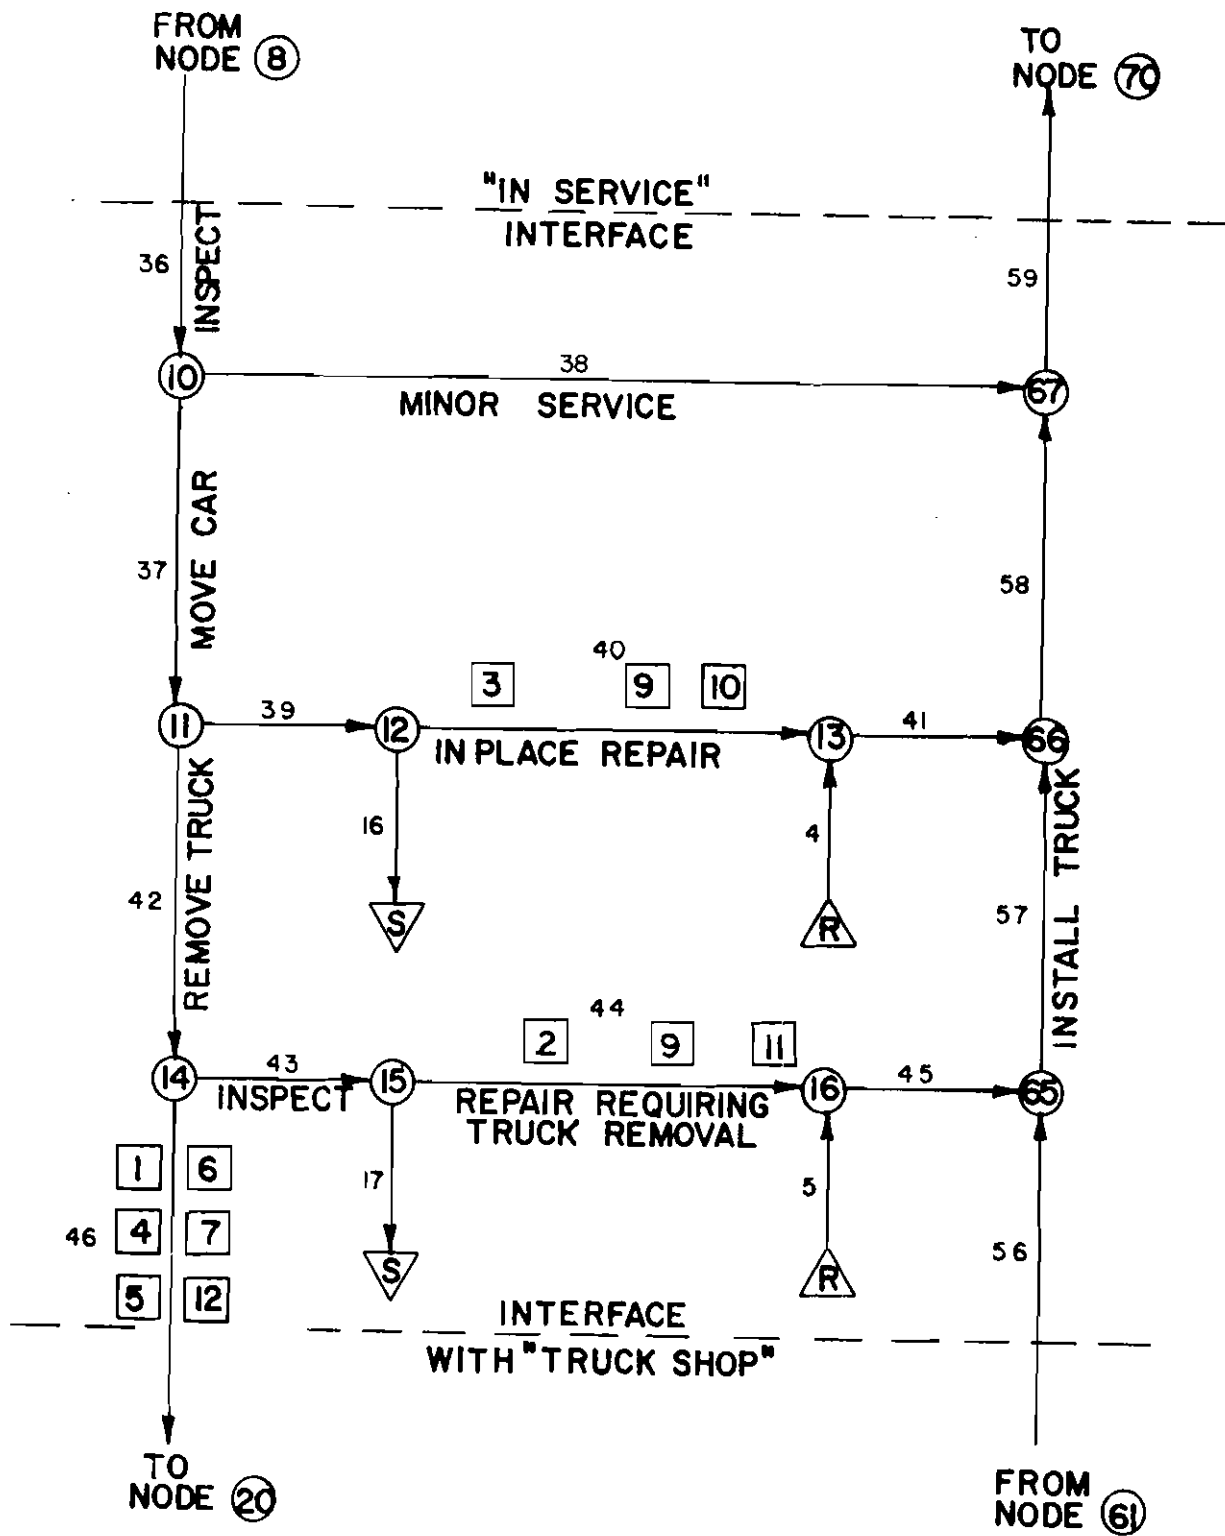 FROM
NODE 8
TO
NODE 70
"IN SERVICE"
INTERFACE
36
INSPECT
59
10
38
MINOR SERVICE
67
37
MOVE CAR
58
40
3
9
10
11
39
12
IN PLACE REPAIR
13
41
66
16
4
S
R
42
REMOVE TRUCK
57
INSTALL TRUCK
44
2
9
11
14
43
INSPECT
15
REPAIR REQUIRING
TRUCK REMOVAL
16
45
65
1
6
17
5
46
4
7
56
5
12
S
R
INTERFACE
WITH "TRUCK SHOP"
TO
NODE 20
FROM
NODE 61